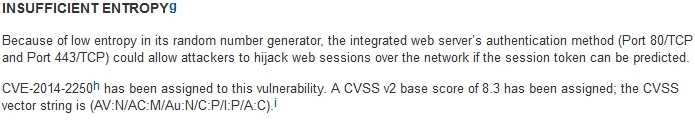 INSUFFICIENT ENTROPYg
Because of low entropy in its random number generator, the integrated web server's authentication method (Port 80/TCP
and Port 443/TCP) could allow attackers to hijack web sessions over the network if the session token can be predicted.
CVE-2014-2250h has been assigned to this vulnerability. A CVSS v2 base score of 8.3 has been assigned; the CVSS
vector string is (AV:N/AC:M/Au:N/C:P/I:P/A:C).i